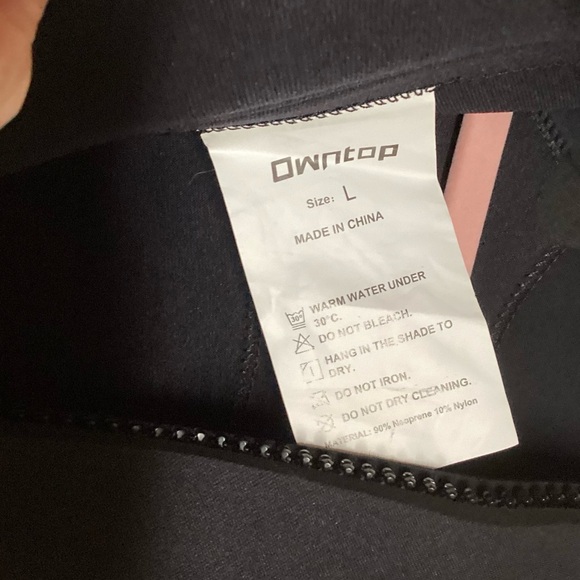 Owntop
Size: L
MADE IN CHINA
30°
WARM WATER UNDER
30°C.
DO NOT BLEACH.
HANG IN THE SHADE TO
DRY.
DO NOT IRON.
DO NOT DRY CLEANING.
MATERIAL: 90% Neoprene 10% Nylon